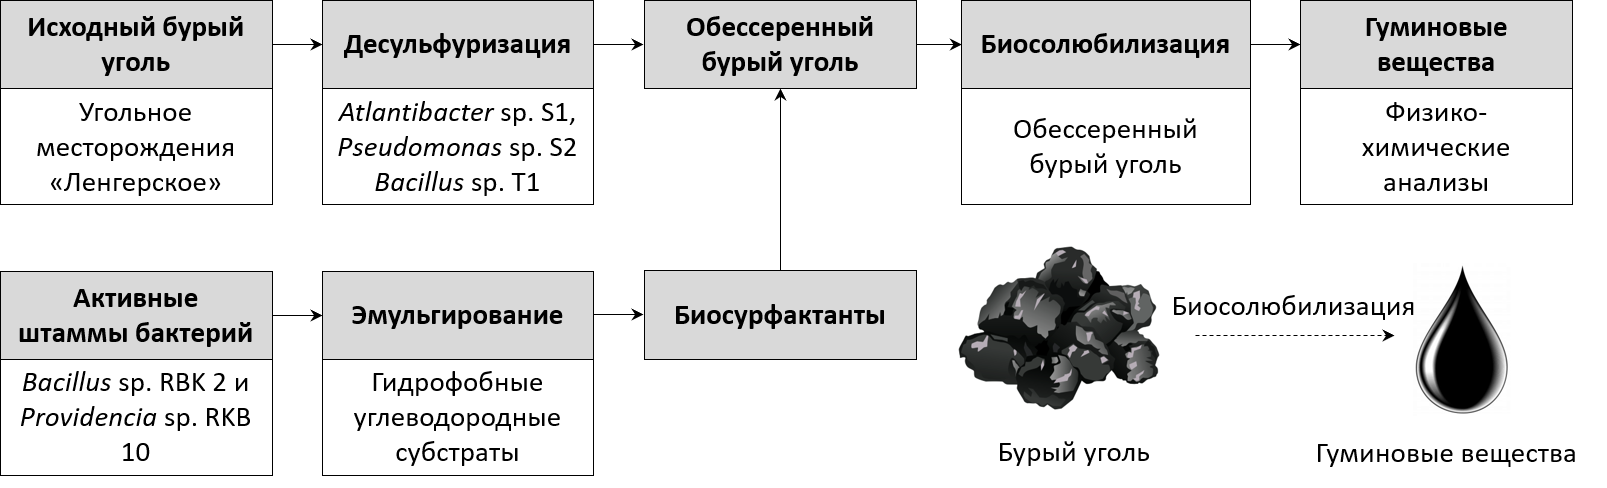 Исходный бурый
уголь
Угольное
месторождения
«Ленгерское»
Десульфуризация
Atlantibacter sp. S1,
Pseudomonas sp. S2
Bacillus sp. T1
Обессеренный
бурый уголь
Биосолюбилизация
Обессеренный
бурый уголь
Гуминовые
вещества
Физико-
химические
анализы
Активные
штаммы бактерий
Bacillus sp. RBK 2 и
Providencia sp. RKB
10
Эмульгирование
Гидрофобные
углеводородные
субстраты
Биосурфактанты
Биосолюбилизация
Бурый уголь
Гуминовые вещества